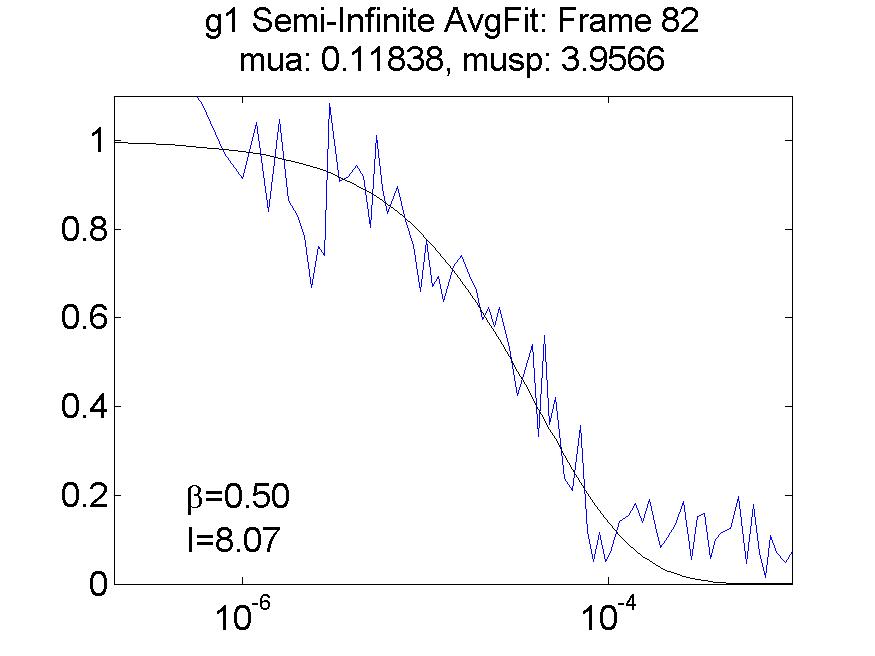 g1 Semi-Infinite AvgFit: Frame 82
mua: 0.11838, musp: 3.9566
1
0.8
0.6
0.4
0.2
0
β=0.50
I=8.07
10^-6
10^-4